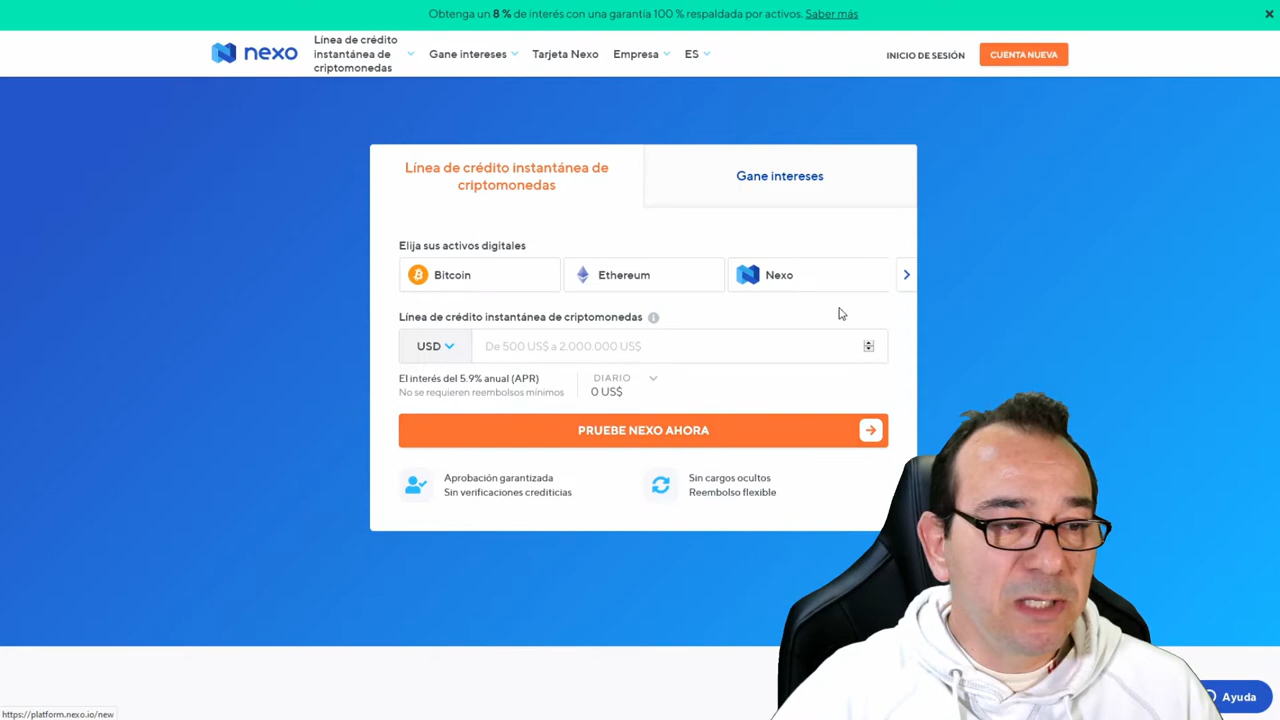 Obtenga un 8 % de interés con una garantía 100 % respaldada por activos. Saber más
nexo
Línea de crédito
instantánea de
criptomonedas
Gane intereses
Tarjeta Nexo
Empresa
ES
INICIO DE SESIÓN
CUENTA NUEVA
Línea de crédito instantánea de
criptomonedas
Gane intereses
Elija sus activos digitales
Bitcoin
Ethereum
Nexo
Línea de crédito instantánea de criptomonedas
USD
De 500 US$ a 2.000.000 US$
El interés del 5.9% anual (APR)
No se requieren reembolsos mínimos
DIARIO
0 US$
PRUEBE NEXO AHORA
Aprobación garantizada
Sin verificaciones crediticias
Sin cargos ocultos
Reembolso flexible
Ayuda
https://platform.nexo.io/new